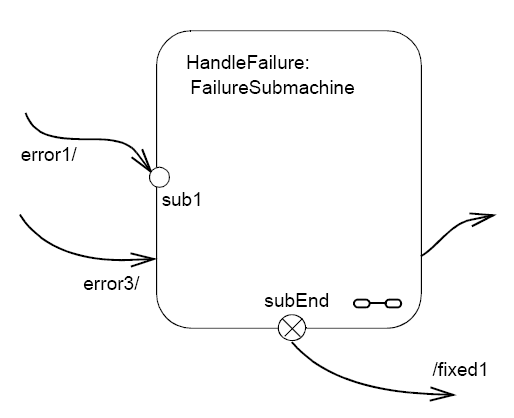 HandleFailure:
FailureSubmachine
error1/
sub1
error3/
subEnd
/fixed1